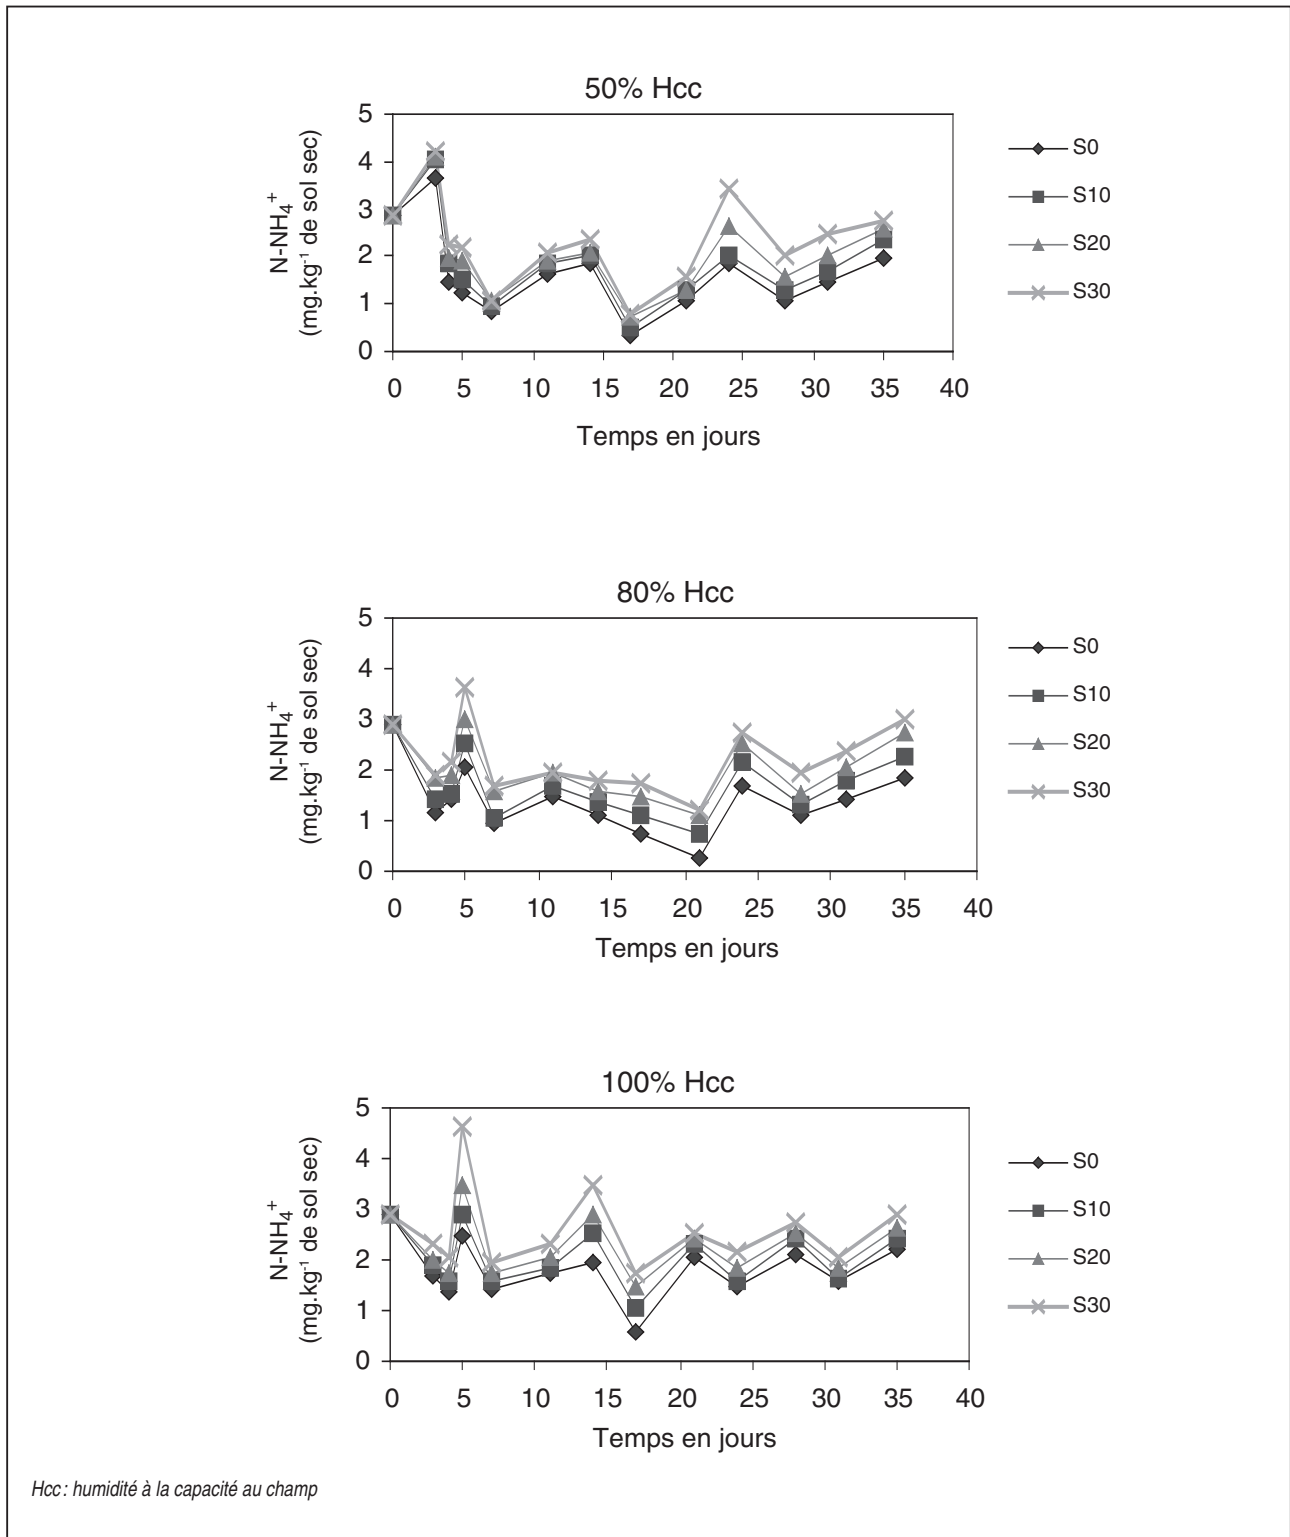 50% Hcc
N-NH₄⁺
(mg.kg⁻¹ de sol sec)
5
4
3
2
1
0
0 5 10 15 20 25 30 35 40
Temps en jours
S0
S10
S20
S30
80% Hcc
N-NH₄⁺
(mg.kg⁻¹ de sol sec)
5
4
3
2
1
0
0 5 10 15 20 25 30 35 40
Temps en jours
S0
S10
S20
S30
100% Hcc
N-NH₄⁺
(mg.kg⁻¹ de sol sec)
5
4
3
2
1
0
0 5 10 15 20 25 30 35 40
Temps en jours
S0
S10
S20
S30
Hcc : humidité à la capacité au champ